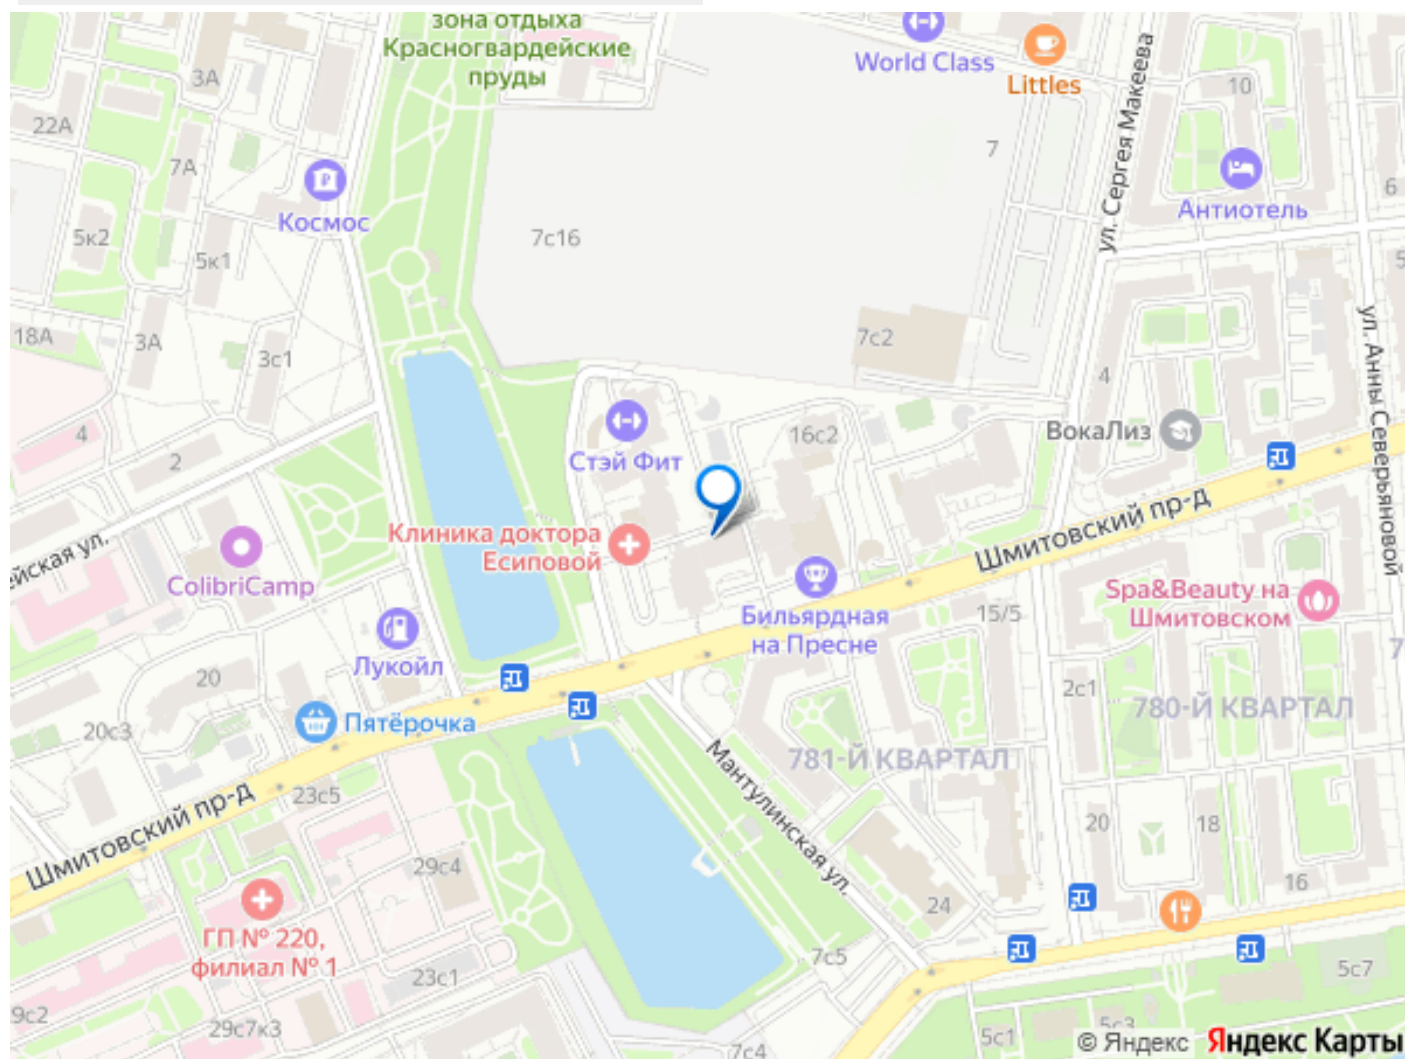 зона отдыха
Красногвардейские
пруды
World Class
Littles
ул. Сергея Макеева
10
3А
22А
7А
7
Космос
Антиотель
6
5к2
5к1
7с16
5
18А
3А
3с1
7с2
4
ул. Анны Северьяновой
4
2
Стэй Фит
16с2
ВокаЛиз
Клиника доктора
Есиповой
Шмитовский пр-д
ейская ул.
ColibriCamp
Бильярдная
на Пресне
15/5
Spa&Beauty на
Шмитовском
Лукойл
7
20
2с1
780-Й КВАРТАЛ
20с3
Пятёрочка
781-Й КВАРТАЛ
Мантулинская ул.
23с5
Шмитовский пр-д
20
18
29с4
16
24
ГП № 220,
филиал № 1
23с1
7с5
5с7
9с2
29с7к3
7с4
5с1
5с3
© Яндекс Яндекс Карты